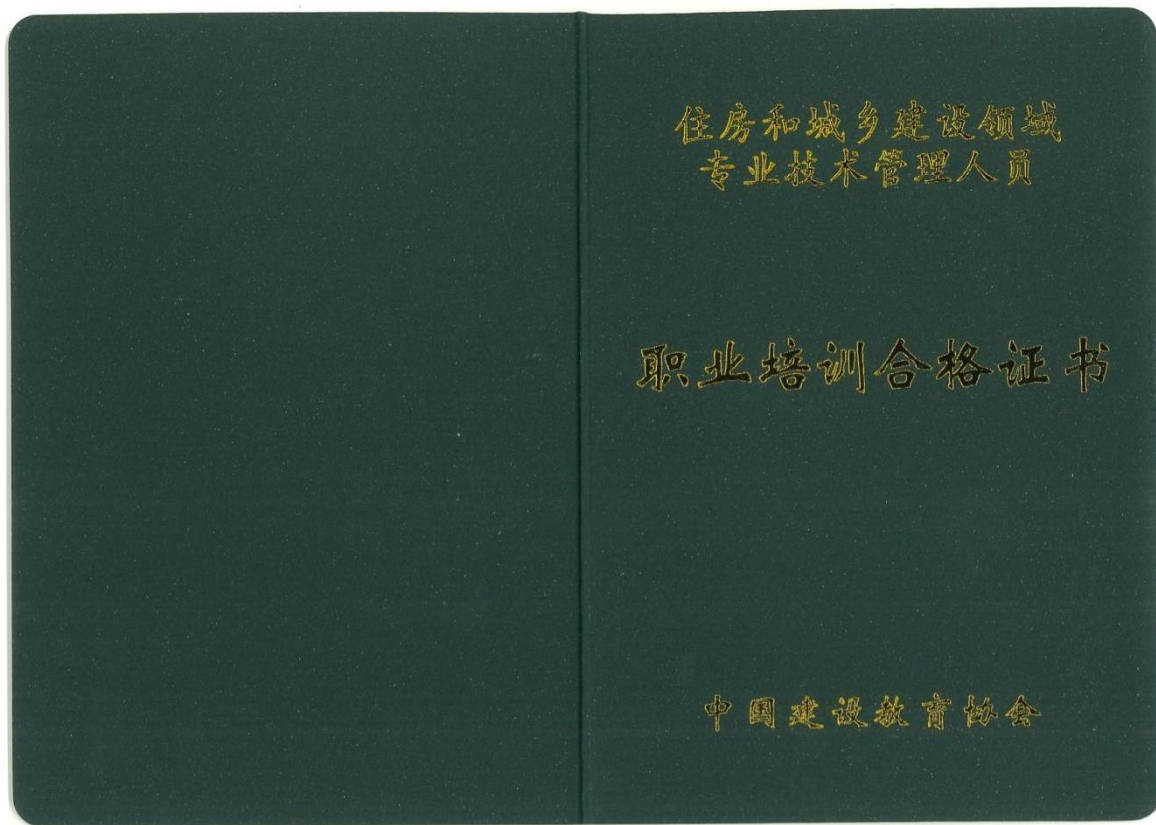 住房和城乡建设领域
专业技术管理人员
职业培训合格证书
中国建设教育协会